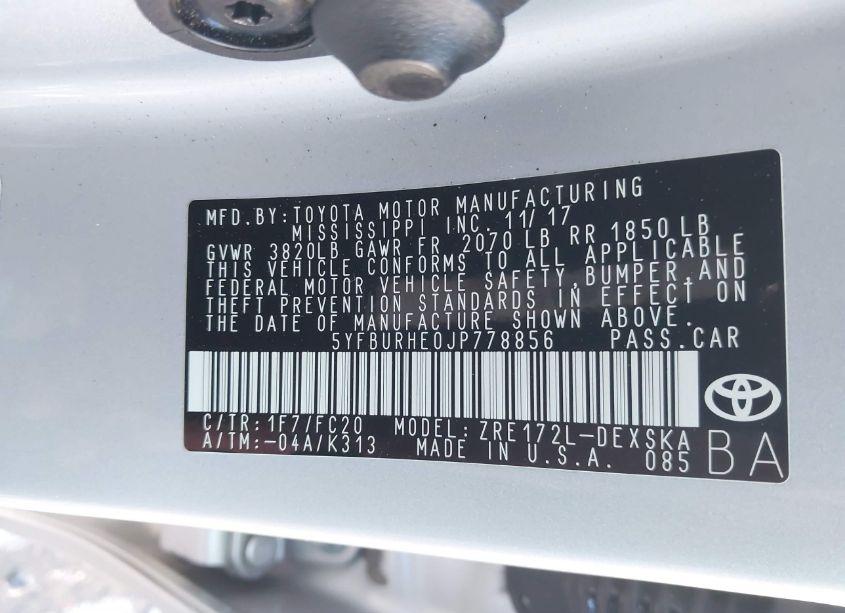 MFD.BY:TOYOTA MOTOR MANUFACTURING
MISSISSIPPI INC. 11/17
GVWR 3820LB GAWR FR 2070 LB RR 1850 LB
THIS VEHICLE CONFORMS TO ALL APPLICABLE
FEDERAL MOTOR VEHICLE SAFETY,BUMPER,AND
THEFT PREVENTION STANDARDS IN EFFECT ON
THE DATE OF MANUFACTURE SHOWN ABOVE.
5YFBURHE0JP778856 PASS.CAR
C/TR:1F7/FC20 MODEL:ZRE172L-DEXSKA
A/TM:-04A/K313 MADE IN U.S.A. 085 BA